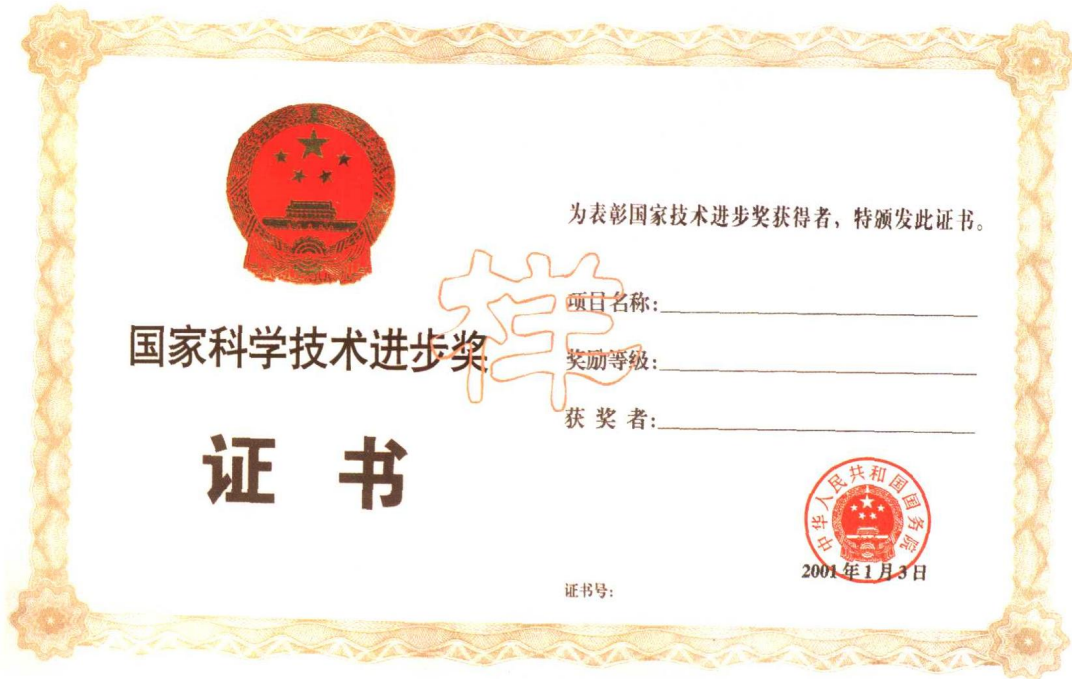 国家科学技术进步奖
证 书
样
为表彰国家技术进步奖获得者，特颁发此证书。
项目名称：
奖励等级：
获 奖 者：
中华人民共和国国务院
2001年1月3日
证书号：